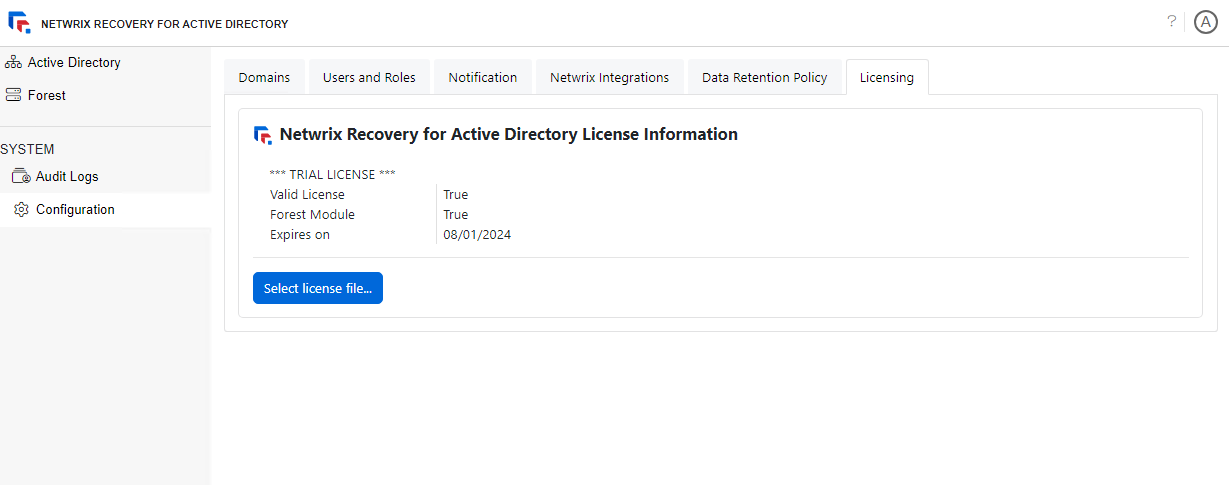 NETWRIX RECOVERY FOR ACTIVE DIRECTORY
?
A
Active Directory
Forest
SYSTEM
Audit Logs
Configuration
Domains
Users and Roles
Notification
Netwrix Integrations
Data Retention Policy
Licensing
Netwrix Recovery for Active Directory License Information
*** TRIAL LICENSE ***
Valid License True
Forest Module True
Expires on 08/01/2024
Select license file...